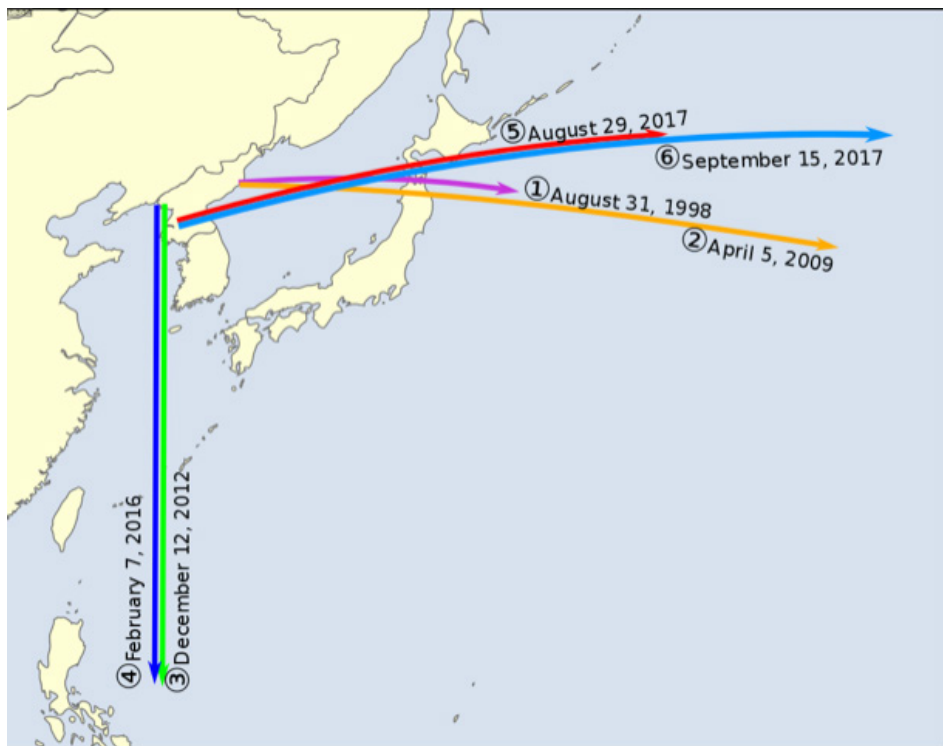 ⑤August 29, 2017
⑥September 15, 2017
①August 31, 1998
②April 5, 2009
④February 7, 2016
③December 12, 2012